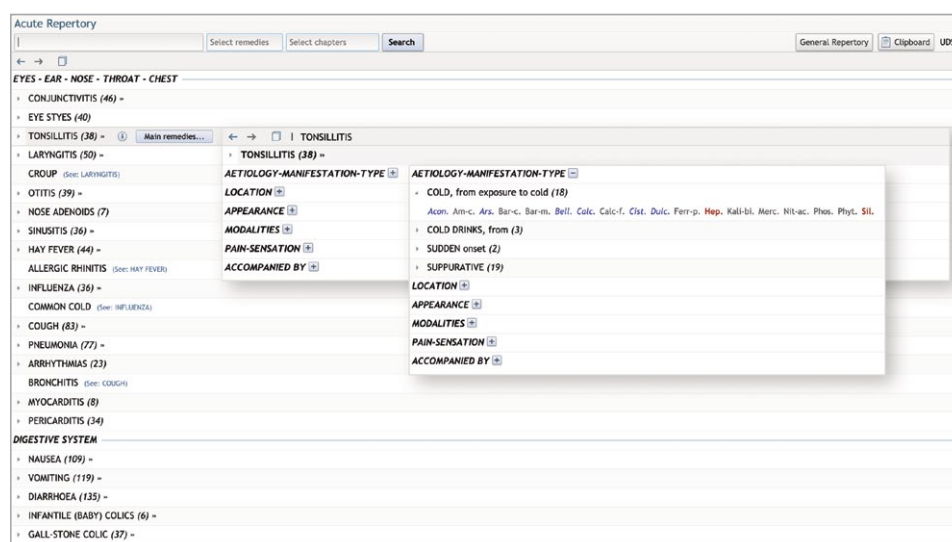 Acute Repertory
Select remedies Select chapters Search General Repertory Clipboard
EYES - EAR - NOSE - THROAT - CHEST
CONJUNCTIVITIS (46) »
EYE STYES (40)
TONSILLITIS (38) » Main remedies...
LARYNGITIS (50) »
CROUP (See: LARYNGITIS)
OTITIS (39) »
NOSE ADENOIDS (7)
SINUSITIS (36) »
HAY FEVER (44) »
ALLERGIC RHINITIS (See: HAY FEVER)
INFLUENZA (36) »
COMMON COLD (See: INFLUENZA)
COUGH (83) »
PNEUMONIA (77) »
ARRHYTHMIAS (23)
BRONCHITIS (See: COUGH)
MYOCARDITIS (8)
PERICARDITIS (34)
DIGESTIVE SYSTEM
NAUSEA (109) »
VOMITING (119) »
DIARRHOEA (135) »
INFANTILE (BABY) COLICS (6) »
GALL-STONE COLIC (37) »
TONSILLITIS
TONSILLITIS (38) »
AETIOLOGY-MANIFESTATION-TYPE
LOCATION
APPEARANCE
MODALITIES
PAIN-SENSATION
ACCOMPANIED BY
AETIOLOGY-MANIFESTATION-TYPE
COLD, from exposure to cold (18)
Acon. Am-c. Ars. Bar-c. Bar-m. Bell. Calc. Calc-f. Cist. Dulc. Ferr-p. Hep. Kali-bi. Merc. Nit-ac. Phos. Phyt. Sil.
COLD DRINKS, from (3)
SUDDEN onset (2)
SUPPURATIVE (19)
LOCATION
APPEARANCE
MODALITIES
PAIN-SENSATION
ACCOMPANIED BY